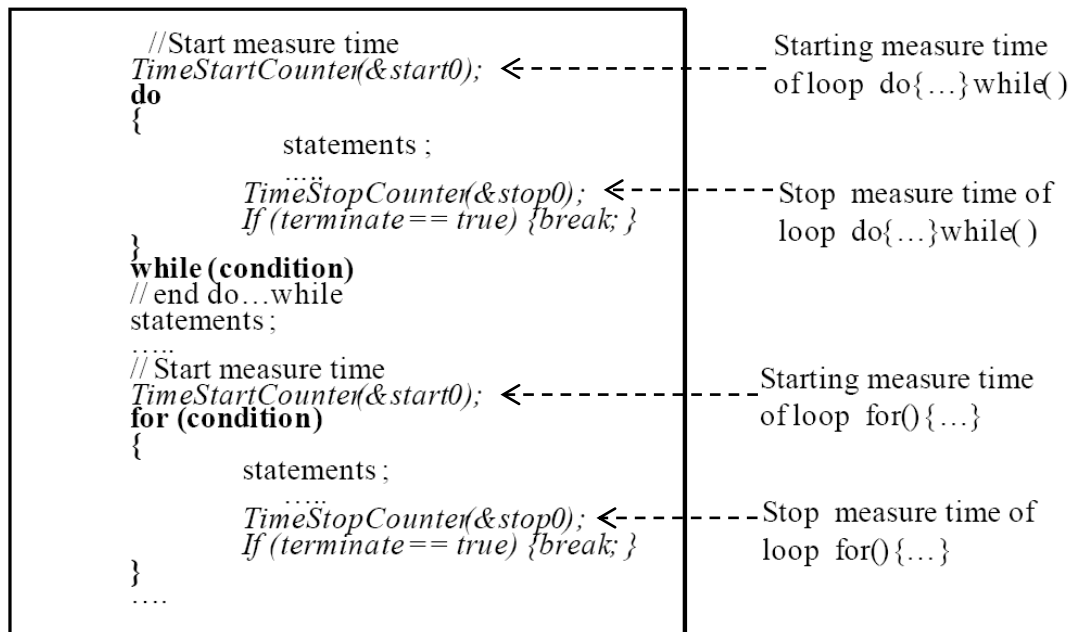 //Start measure time
TimeStartCounter(&start0);
do
{
statements ;
.....
TimeStopCounter(&stop0);
If (terminate == true) {break; }
}
while (condition)
// end do…while
statements ;
.....
// Start measure time
TimeStartCounter(&start0);
for (condition)
{
statements ;
.....
TimeStopCounter(&stop0);
If (terminate == true) {break; }
}
....
Starting measure time
of loop do{…}while( )
Stop measure time of
loop do{…}while( )
Starting measure time
of loop for() {…}
Stop measure time of
loop for() {…}